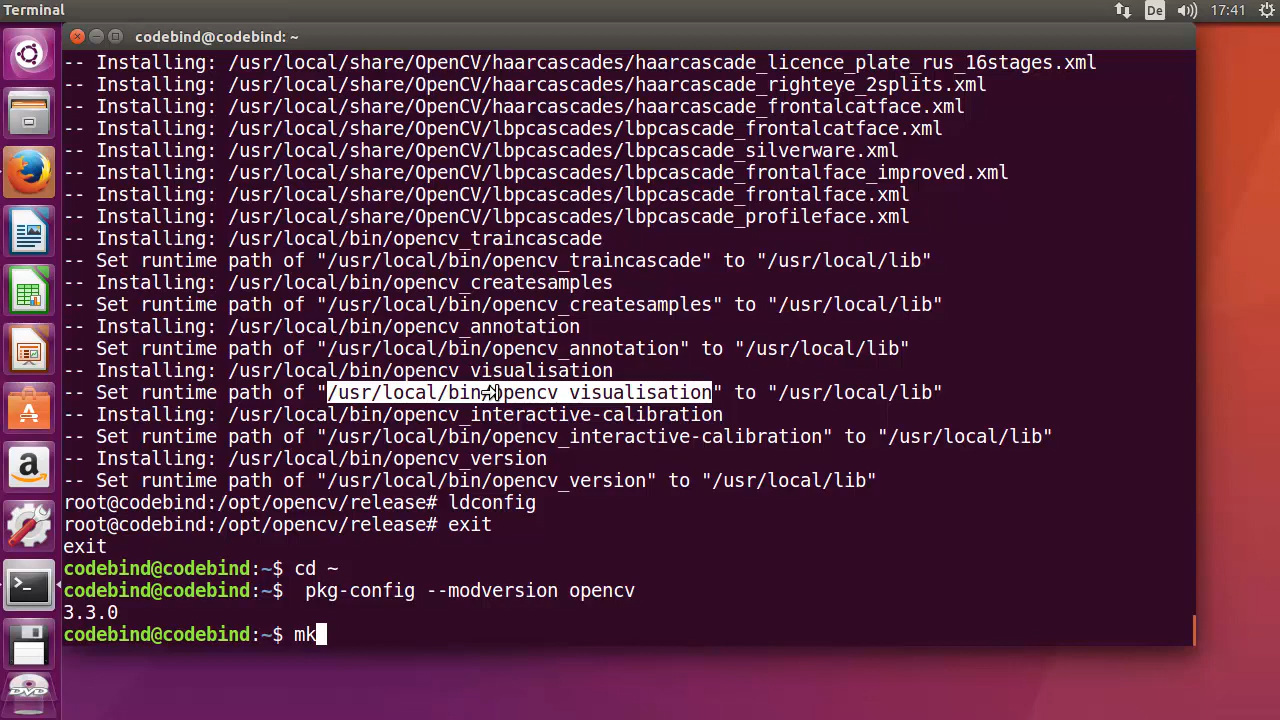 Terminal
De
17:41
codebind@codebind: ~
-- Installing: /usr/local/share/OpenCV/haarcascades/haarcascade_licence_plate_rus_16stages.xml
-- Installing: /usr/local/share/OpenCV/haarcascades/haarcascade_righteye_2splits.xml
-- Installing: /usr/local/share/OpenCV/haarcascades/haarcascade_frontalcatface.xml
-- Installing: /usr/local/share/OpenCV/lbpcascades/lbpcascade_frontalcatface.xml
-- Installing: /usr/local/share/OpenCV/lbpcascades/lbpcascade_silverware.xml
-- Installing: /usr/local/share/OpenCV/lbpcascades/lbpcascade_frontalface_improved.xml
-- Installing: /usr/local/share/OpenCV/lbpcascades/lbpcascade_frontalface.xml
-- Installing: /usr/local/share/OpenCV/lbpcascades/lbpcascade_profileface.xml
-- Installing: /usr/local/bin/opencv_traincascade
-- Set runtime path of "/usr/local/bin/opencv_traincascade" to "/usr/local/lib"
-- Installing: /usr/local/bin/opencv_createsamples
-- Set runtime path of "/usr/local/bin/opencv_createsamples" to "/usr/local/lib"
-- Installing: /usr/local/bin/opencv_annotation
-- Set runtime path of "/usr/local/bin/opencv_annotation" to "/usr/local/lib"
-- Installing: /usr/local/bin/opencv_visualisation
-- Set runtime path of "/usr/local/bin/opencv_visualisation" to "/usr/local/lib"
-- Installing: /usr/local/bin/opencv_interactive-calibration
-- Set runtime path of "/usr/local/bin/opencv_interactive-calibration" to "/usr/local/lib"
-- Installing: /usr/local/bin/opencv_version
-- Set runtime path of "/usr/local/bin/opencv_version" to "/usr/local/lib"
root@codebind:/opt/opencv/release# ldconfig
root@codebind:/opt/opencv/release# exit
exit
codebind@codebind:~$ cd ~
codebind@codebind:~$  pkg-config --modversion opencv
3.3.0
codebind@codebind:~$ mk